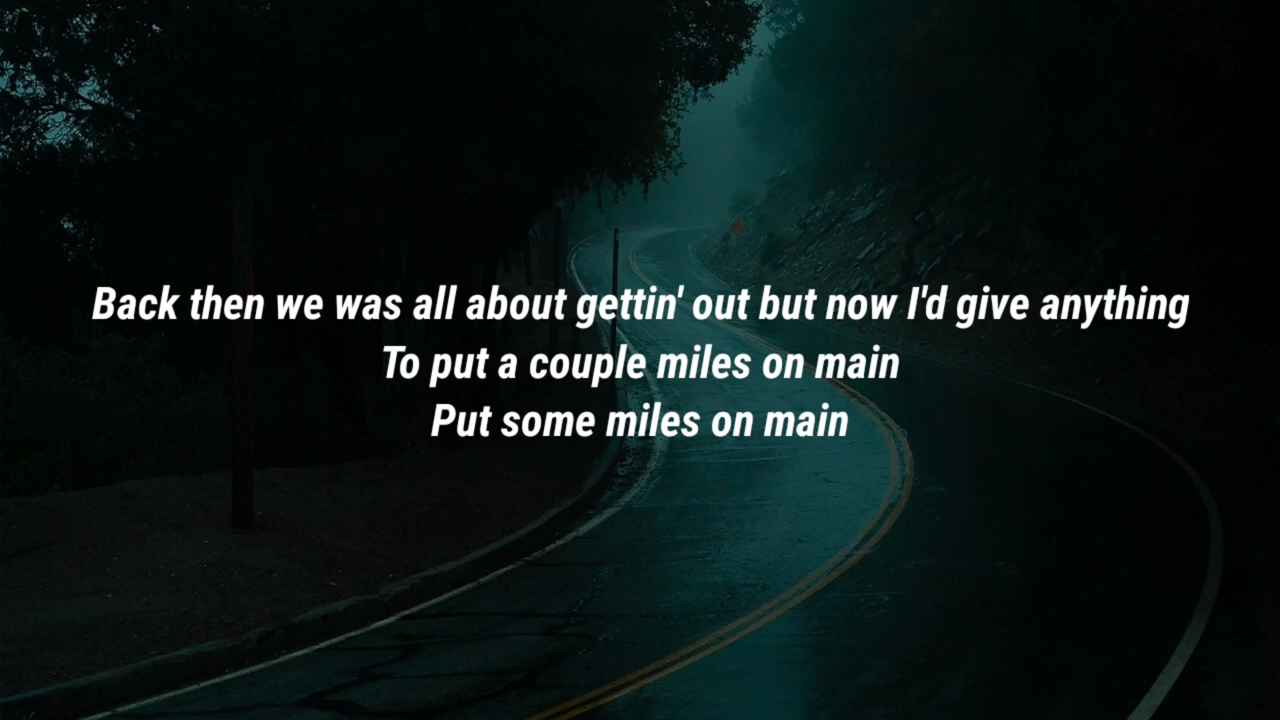 Back then we was all about gettin' out but now I'd give anything
To put a couple miles on main
Put some miles on main